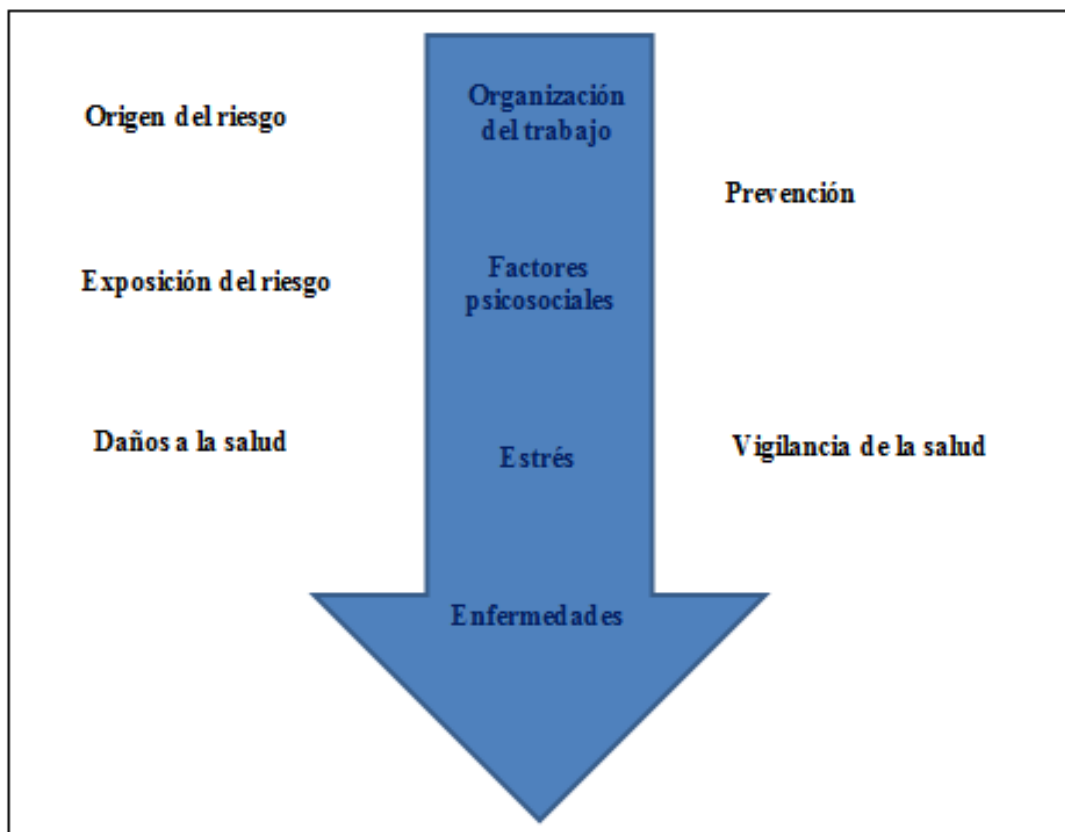 Origen del riesgo
Organización
del trabajo
Prevención
Exposición del riesgo
Factores
psicosociales
Daños a la salud
Estrés
Vigilancia de la salud
Enfermedades